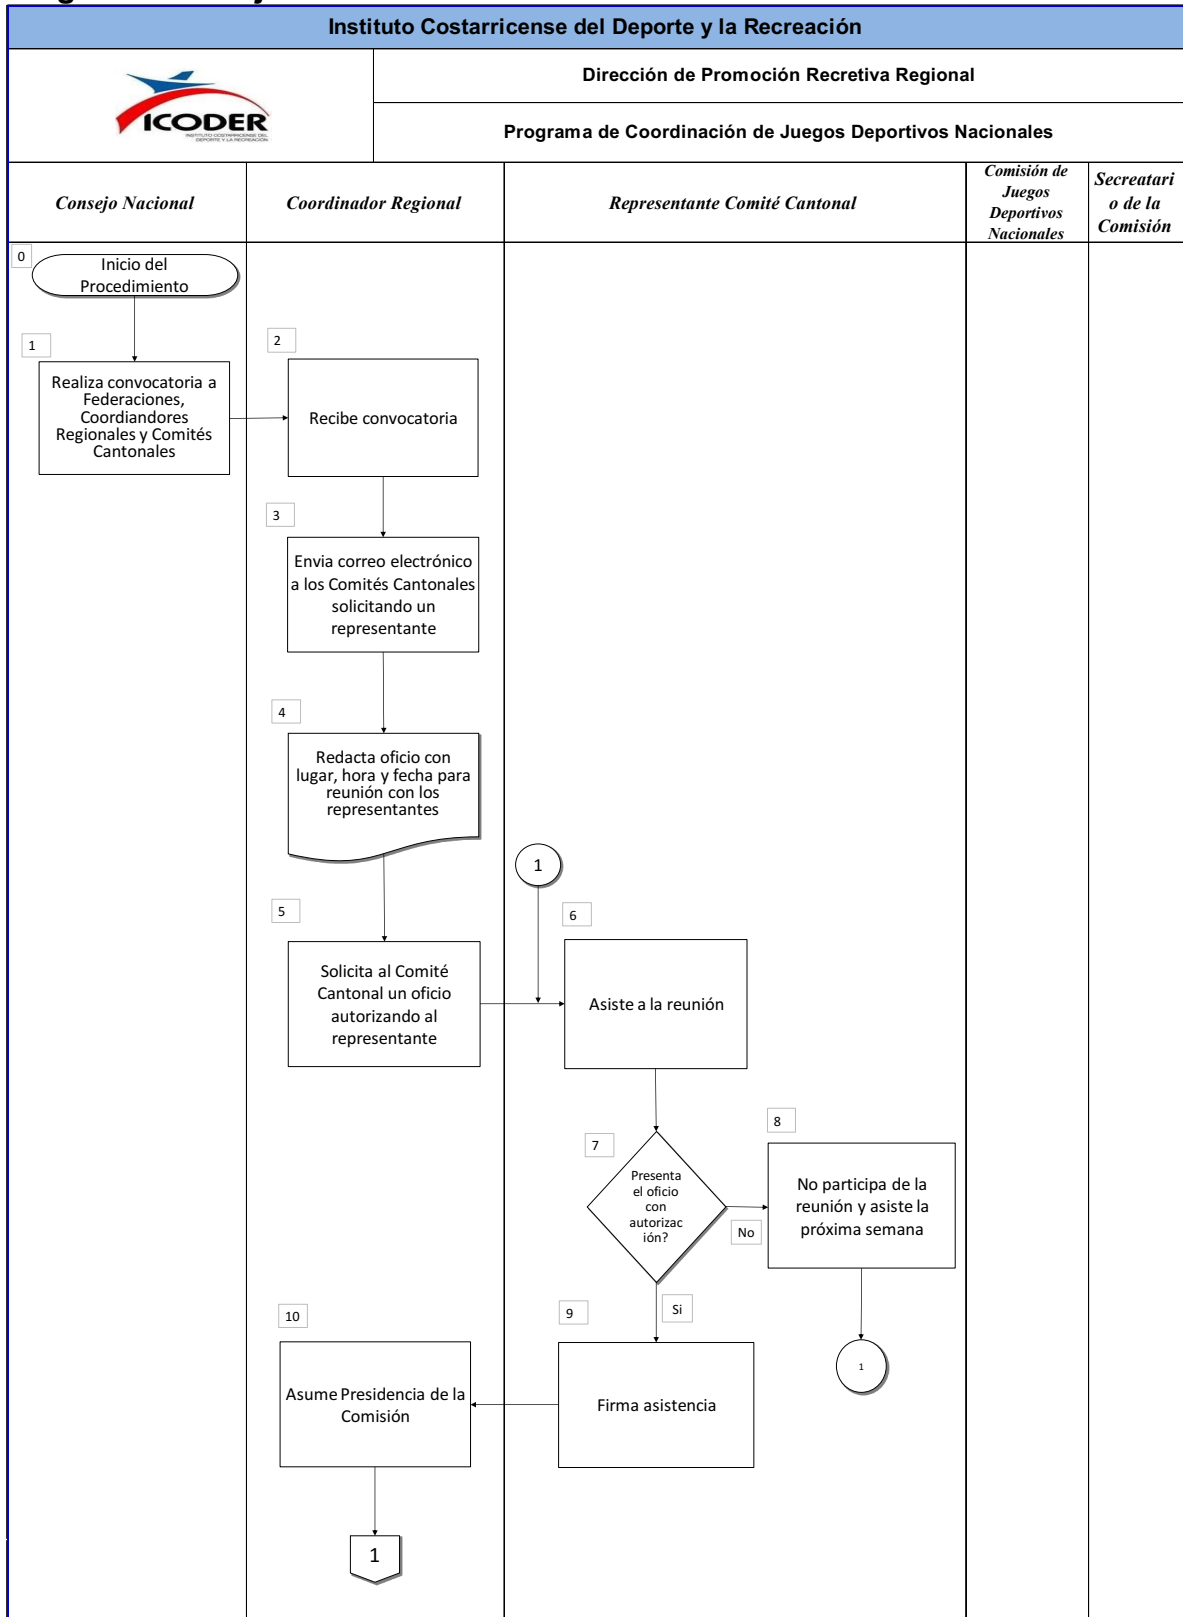 Instituto Costarricense del Deporte y la Recreación
ICODER
INSTITUTO COSTARRICENSE DEL
DEPORTE Y LA RECREACIÓN
Dirección de Promoción Recretiva Regional
Programa de Coordinación de Juegos Deportivos Nacionales
Consejo Nacional
Coordinador Regional
Representante Comité Cantonal
Comisión de
Juegos
Deportivos
Nacionales
Secreatari
o de la
Comisión
0
Inicio del
Procedimiento
1
Realiza convocatoria a
Federaciones,
Coordiandores
Regionales y Comités
Cantonales
2
Recibe convocatoria
3
Envia correo electrónico
a los Comités Cantonales
solicitando un
representante
4
Redacta oficio con
lugar, hora y fecha para
reunión con los
representantes
1
5
Solicita al Comité
Cantonal un oficio
autorizando al
representante
6
Asiste a la reunión
7
Presenta
el oficio
con
autorizac
ión?
No
8
No participa de la
reunión y asiste la
próxima semana
1
Si
9
Firma asistencia
10
Asume Presidencia de la
Comisión
1